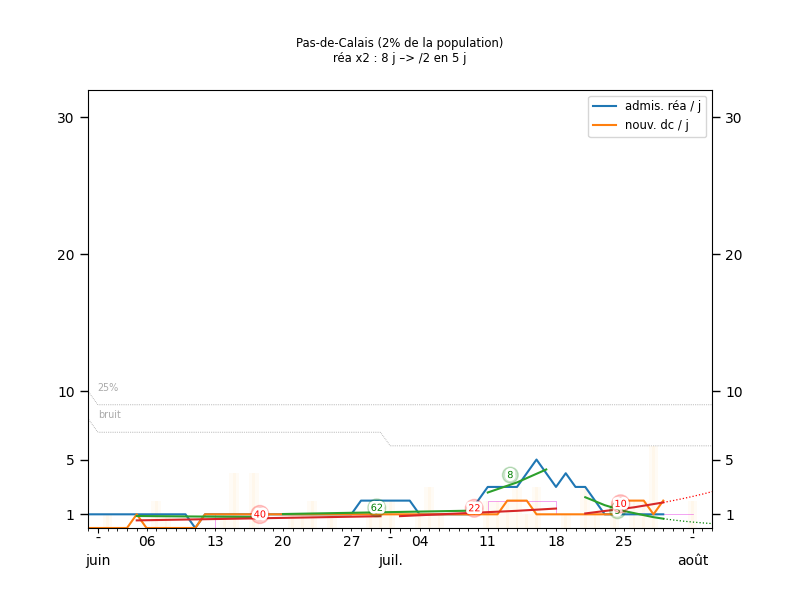 Pas-de-Calais (2% de la population)
réa x2 : 8 j –> /2 en 5 j
admis. réa / j
nouv. dc / j
30 30
20 20
10 10
5 5
1 1
25%
bruit
40
62
22
8
10
5
- 06 13 20 27 - 04 11 18 25 -
juin juil. août